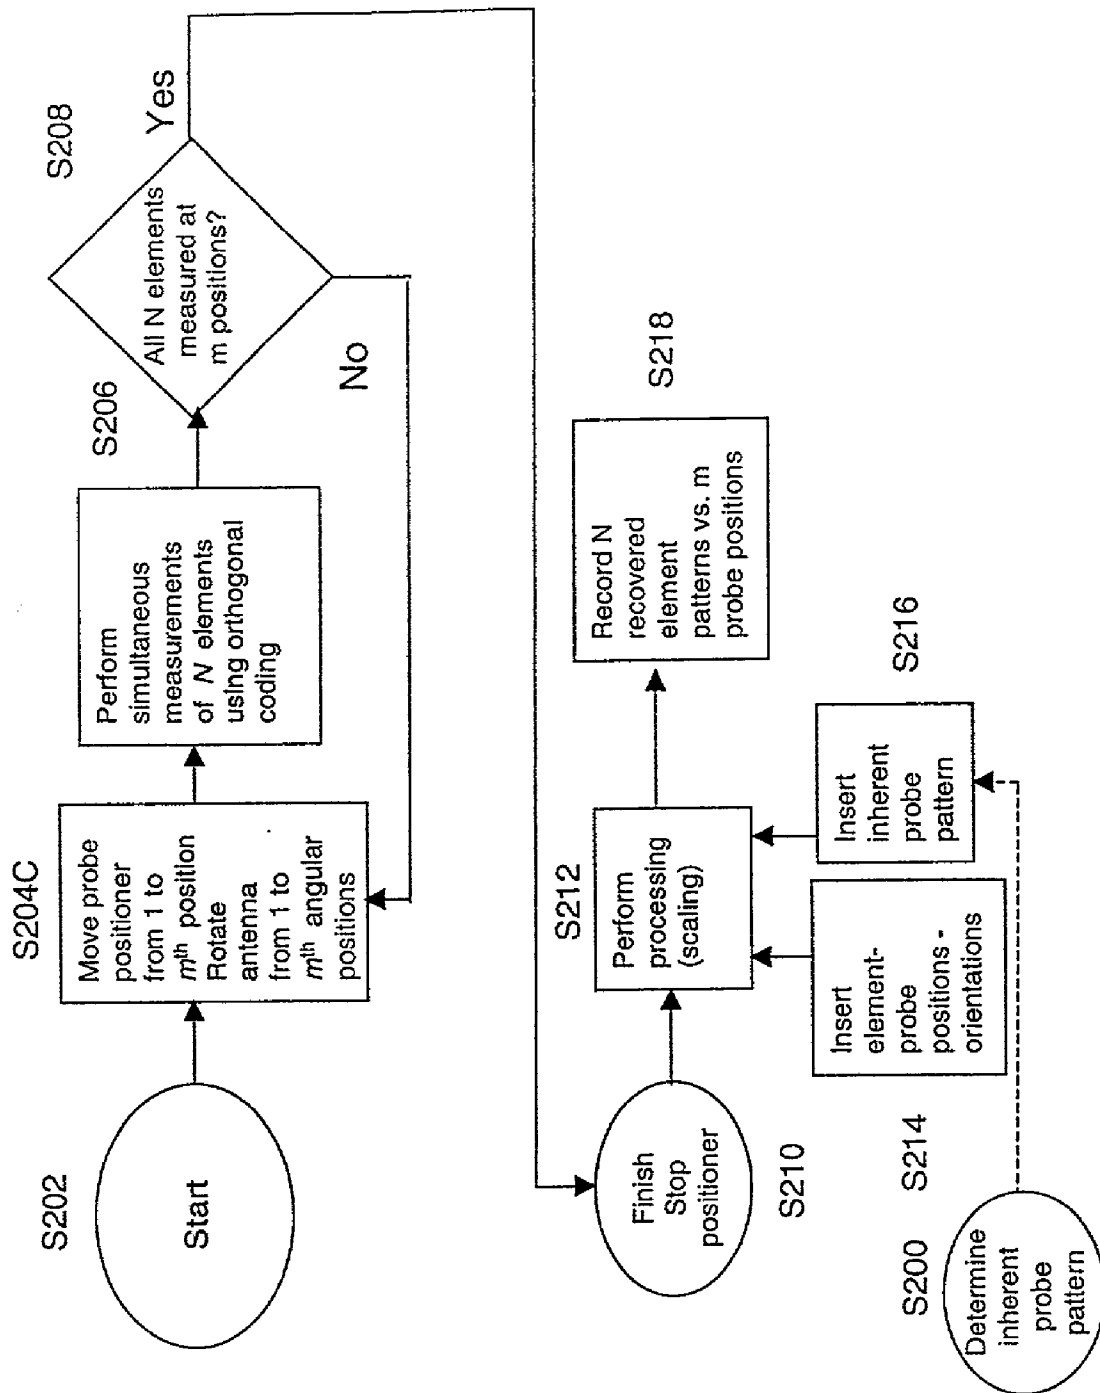 S202
Start
S204C
Move probe
positioner
from 1 to
mth position
Rotate
antenna
from 1 to
mth angular
positions
S206
Perform
simultaneous
measurements
of N elements
using orthogonal
coding
S208
All N elements
measured at
m positions?
Yes
No
Finish
Stop
positioner
S210
S212
Perform
processing
(scaling)
S214
Insert
element-
probe
positions -
orientations
S216
Insert
inherent
probe
pattern
S218
Record N
recovered
element
patterns vs. m
probe positions
S200
Determine
inherent
probe
pattern